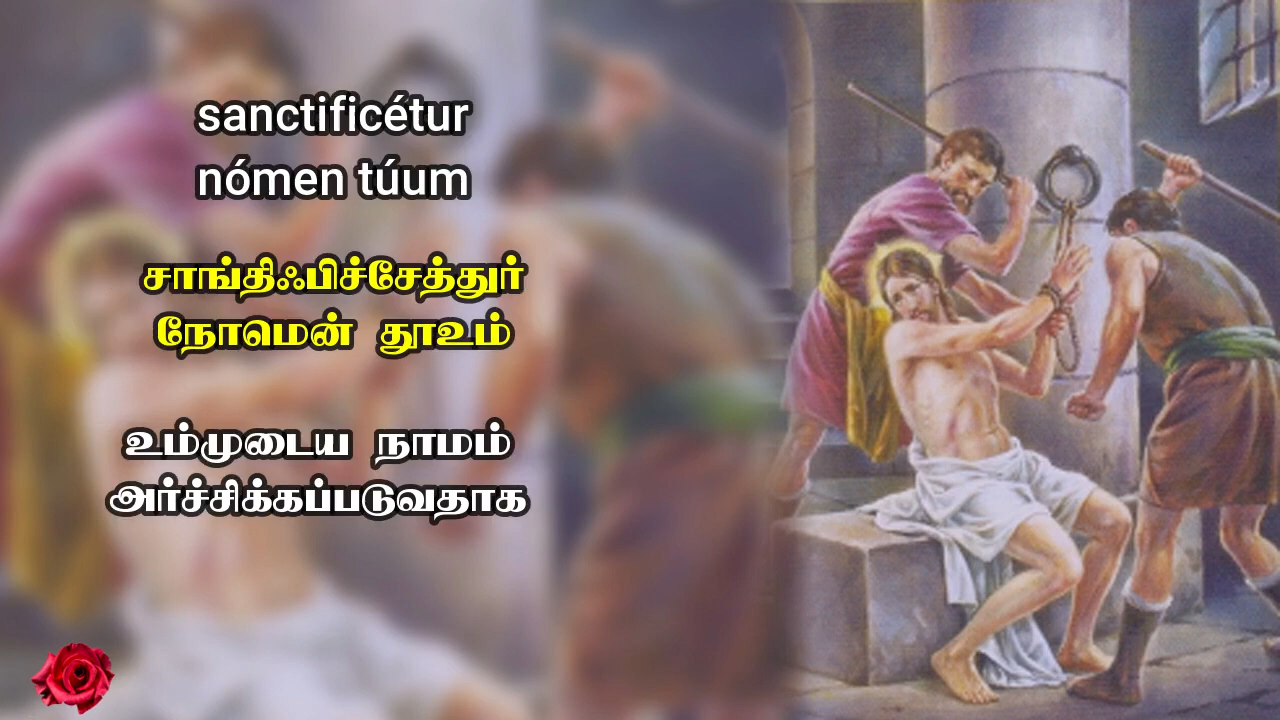 sanctificétur
nómen túum
சாங்திஃபிச்சேத்துர்
நோமென் தூஉம்
உம்முடைய நாமம்
அர்ச்சிக்கப்படுவதாக